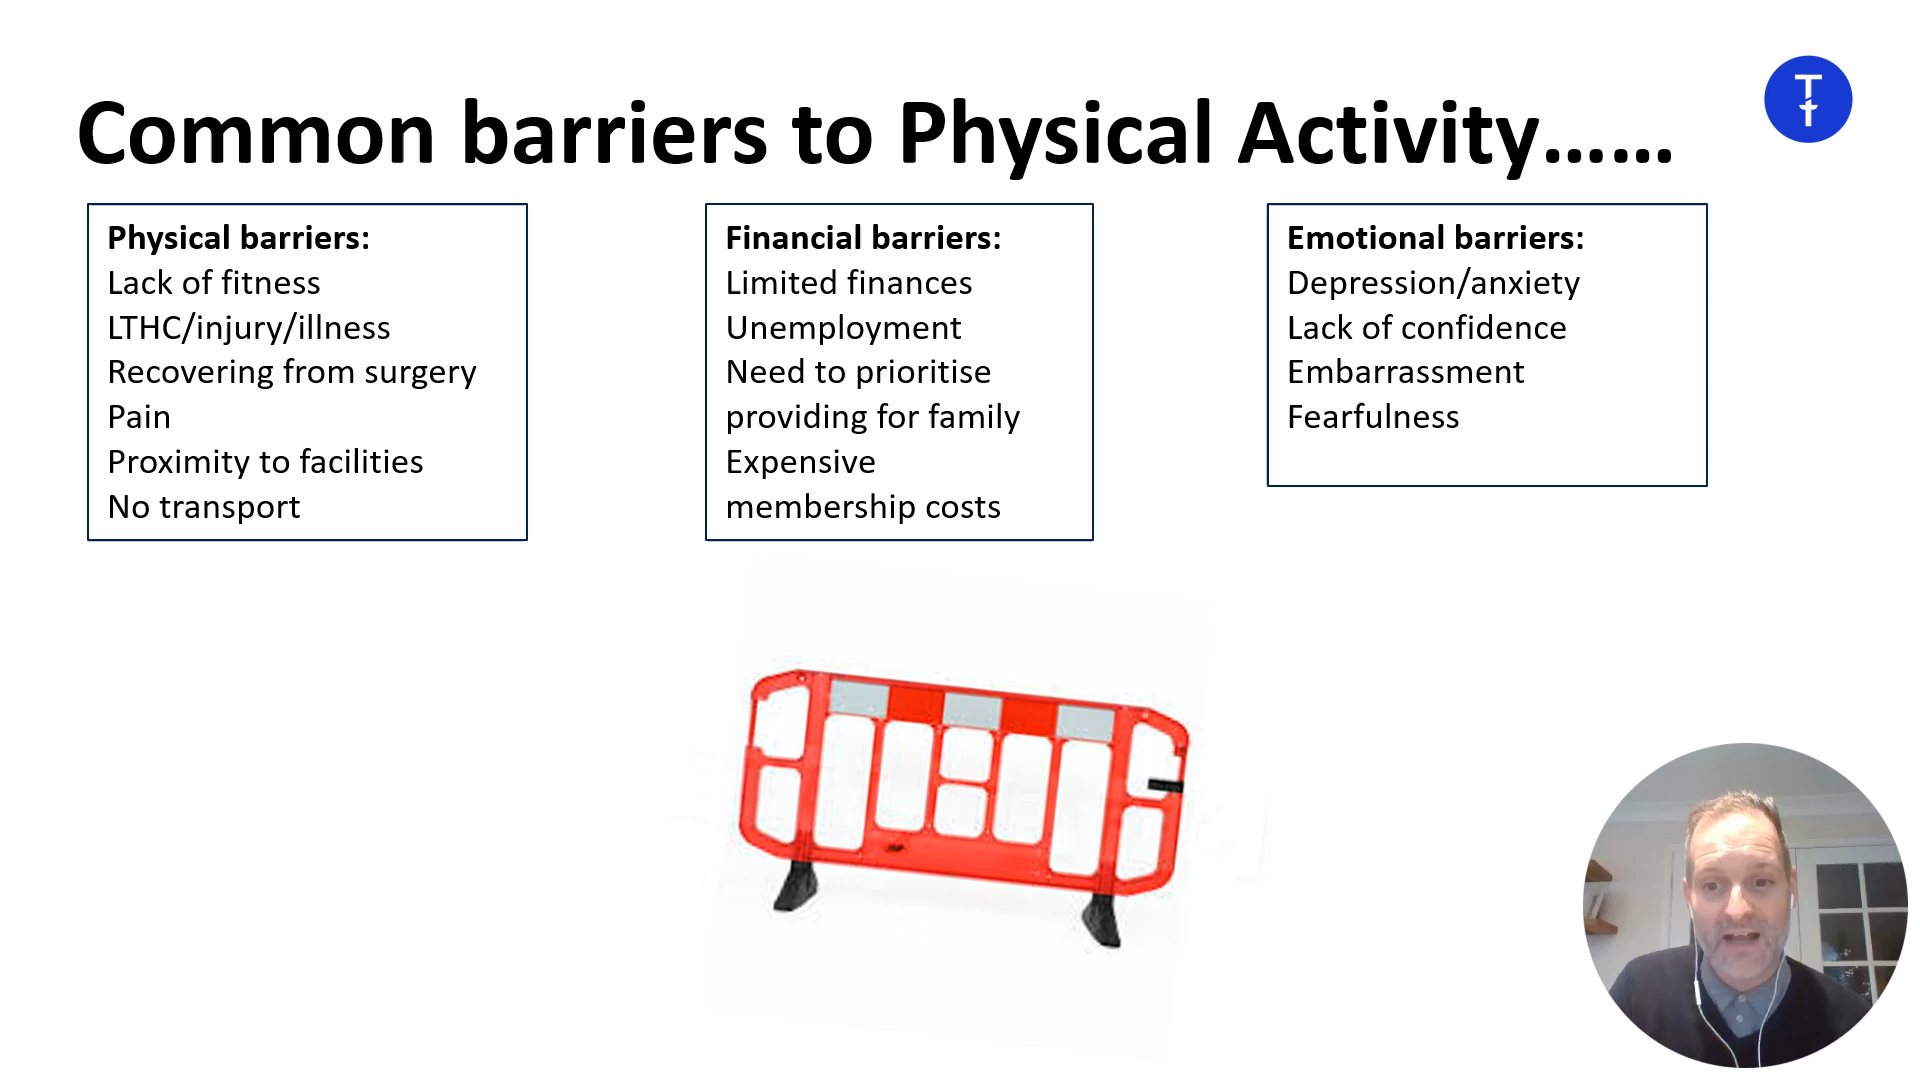 Common barriers to Physical Activity......
Tt
Physical barriers:
Lack of fitness
LTHC/injury/illness
Recovering from surgery
Pain
Proximity to facilities
No transport
Financial barriers:
Limited finances
Unemployment
Need to prioritise
providing for family
Expensive
membership costs
Emotional barriers:
Depression/anxiety
Lack of confidence
Embarrassment
Fearfulness